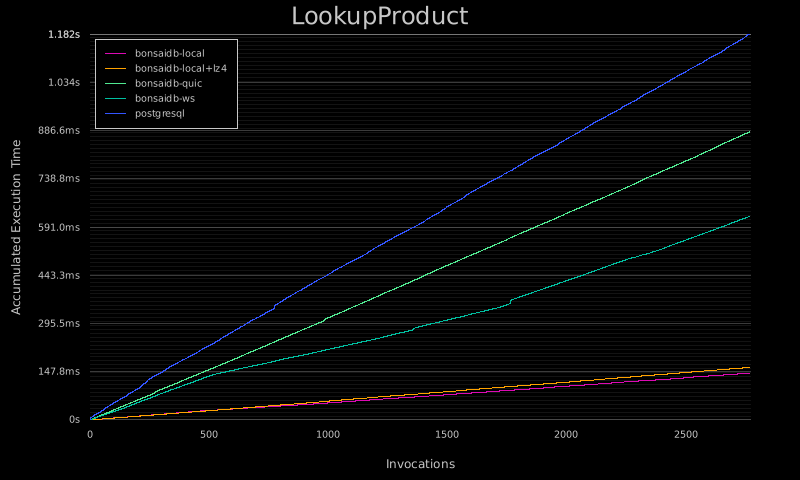 LookupProduct
1.182s
1.034s
886.6ms
738.8ms
591.0ms
443.3ms
295.5ms
147.8ms
0s
Accumulated Execution Time
bonsaidb-local
bonsaidb-local+lz4
bonsaidb-quic
bonsaidb-ws
postgresql
0
500
1000
1500
2000
2500
Invocations